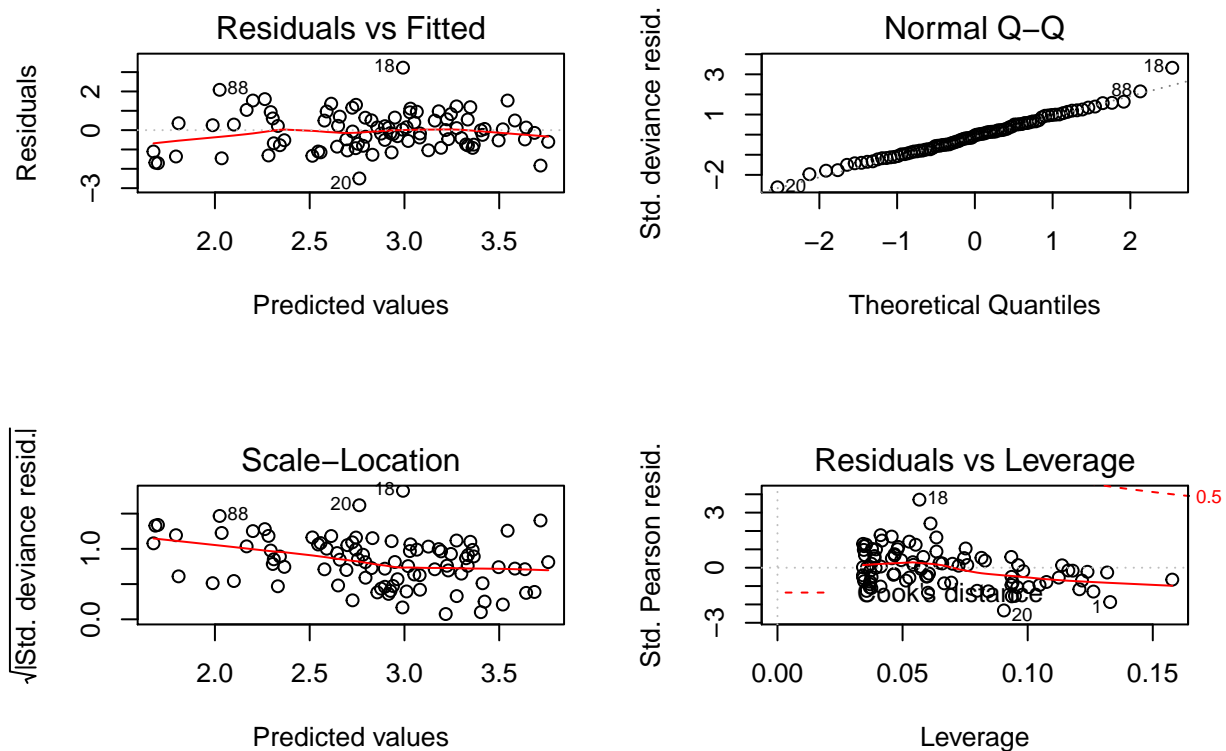 Residuals vs Fitted
Residuals
−3 0 2
18
88
20
2.0 2.5 3.0 3.5
Predicted values
Normal Q−Q
Std. deviance resid.
−2 1 3
18
88
20
−2 −1 0 1 2
Theoretical Quantiles
Scale−Location
√|Std. deviance resid.|
0.0 1.0
18
20
88
2.0 2.5 3.0 3.5
Predicted values
Residuals vs Leverage
Std. Pearson resid.
−3 0 3
0.5
18
Cook's distance
1
20
0.00 0.05 0.10 0.15
Leverage